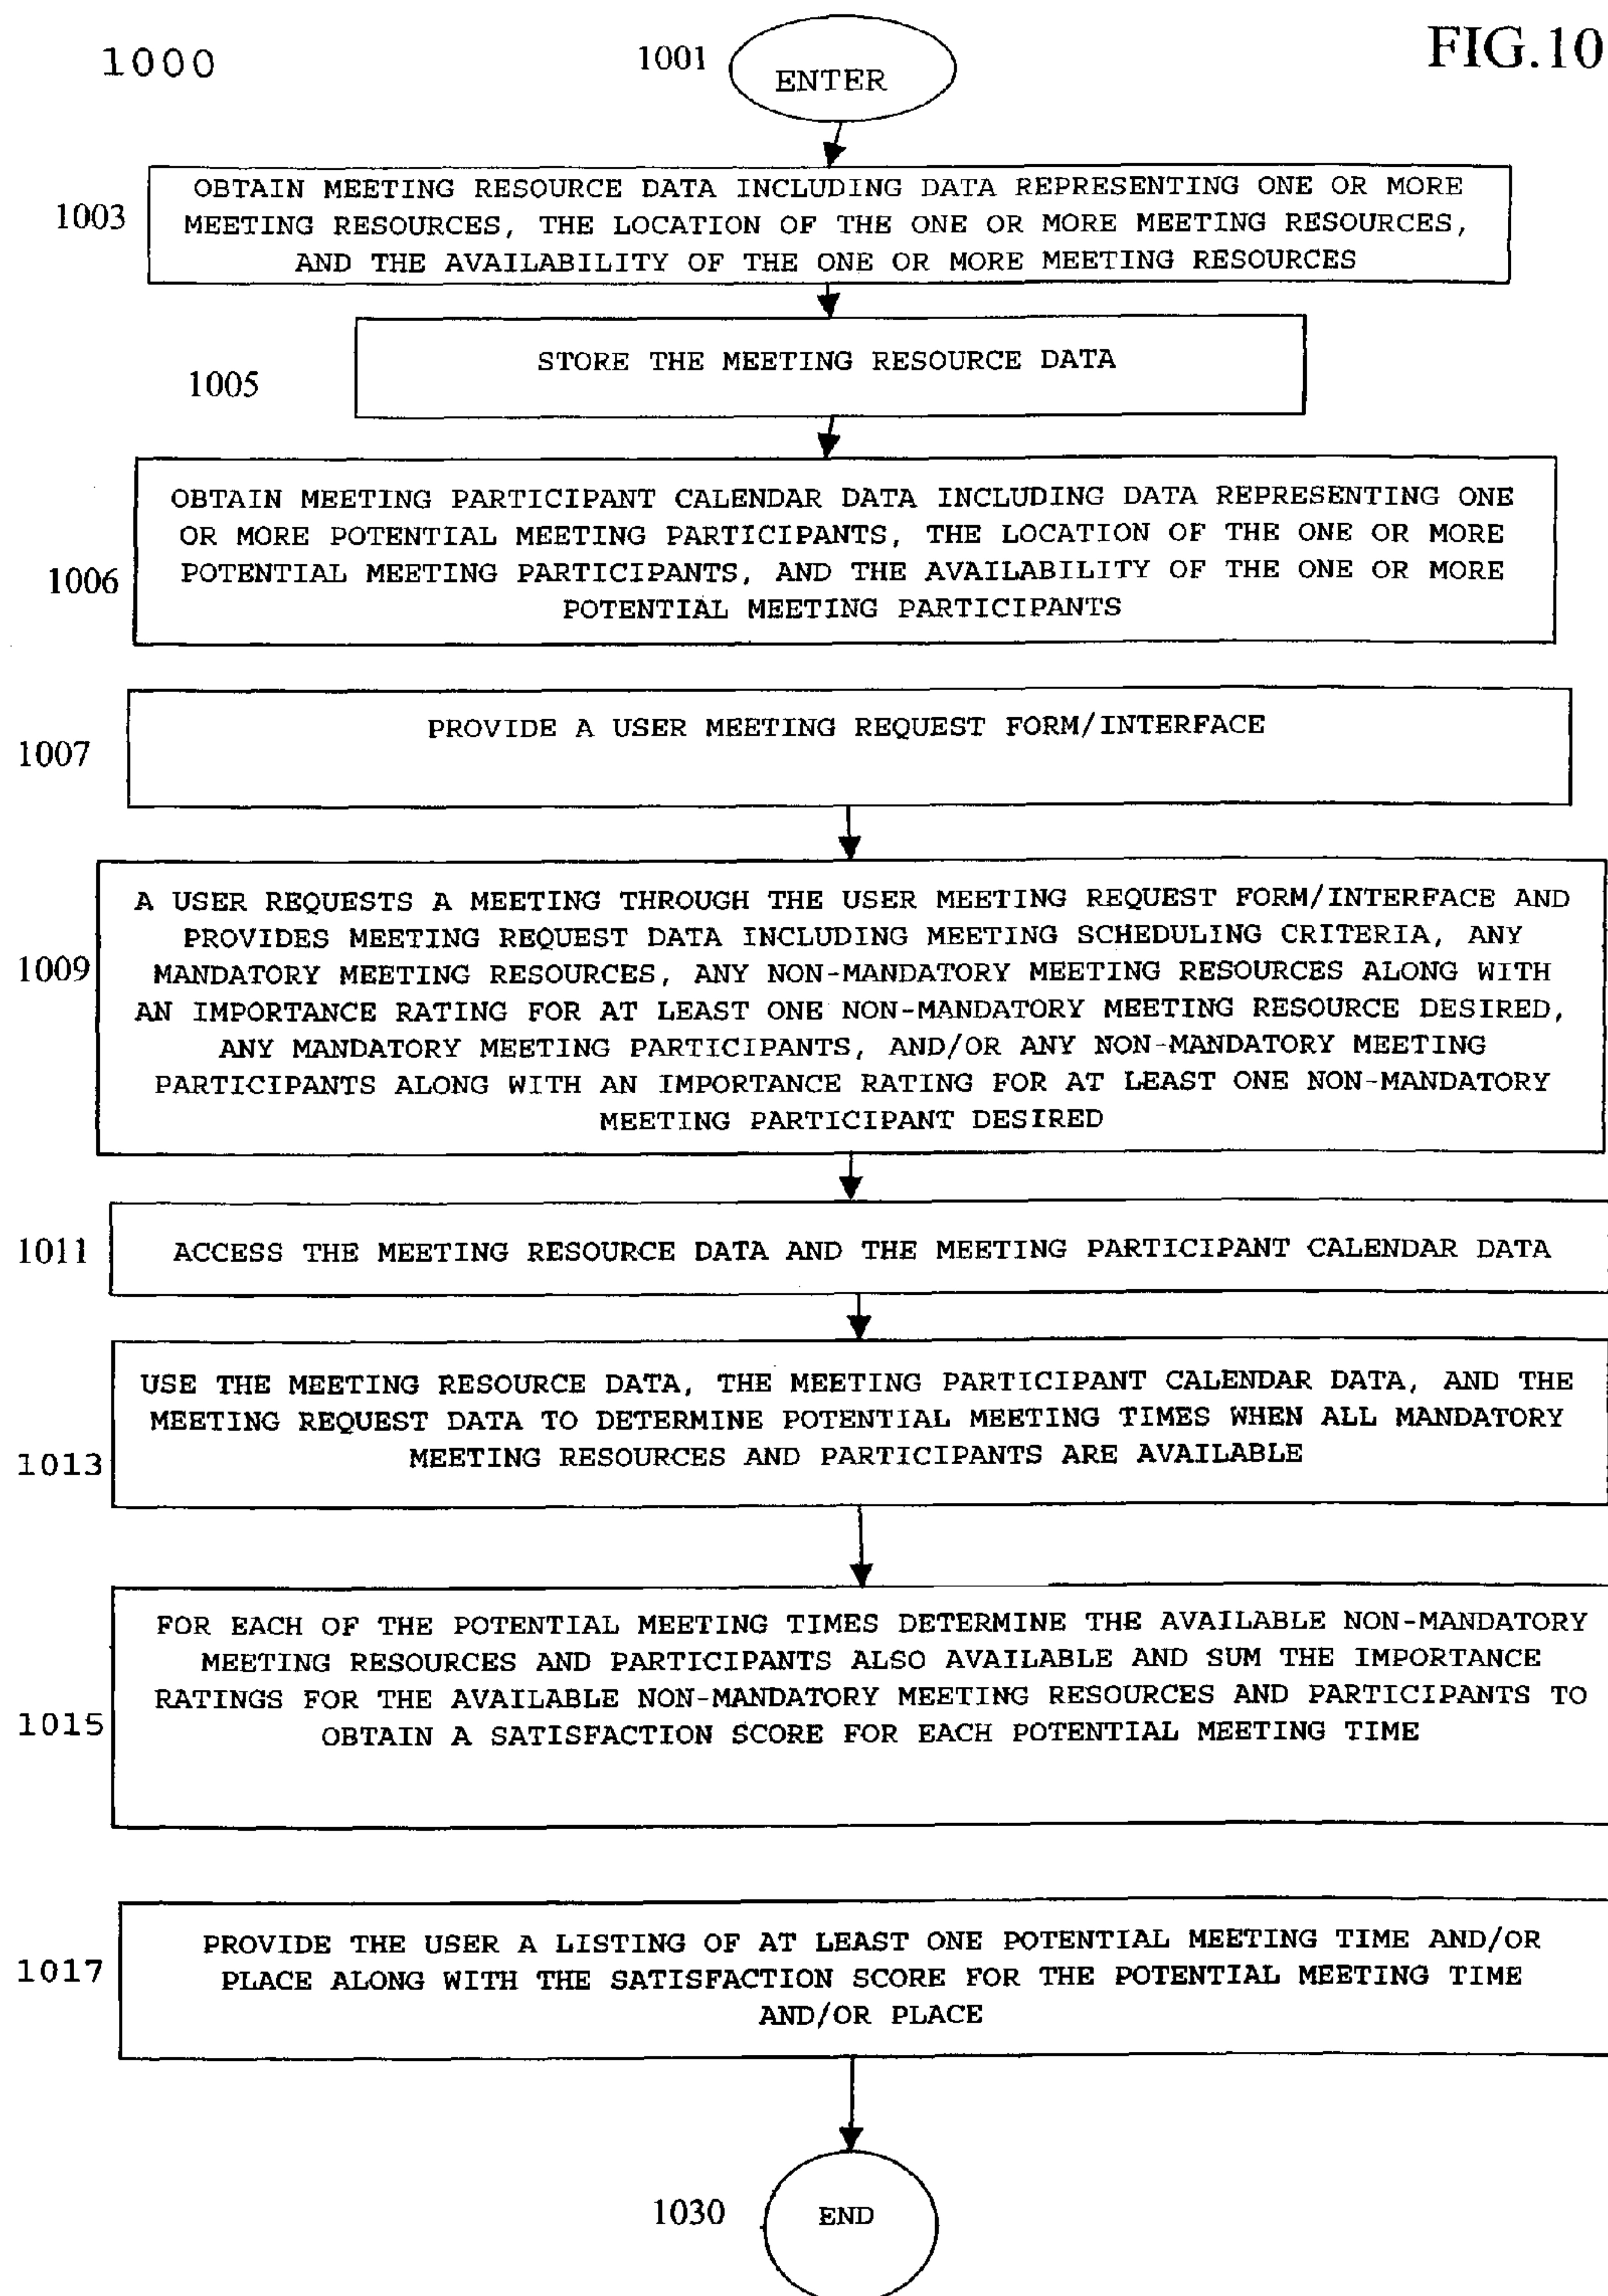 1000
1001
ENTER
FIG.10
1003
OBTAIN MEETING RESOURCE DATA INCLUDING DATA REPRESENTING ONE OR MORE
MEETING RESOURCES, THE LOCATION OF THE ONE OR MORE MEETING RESOURCES,
AND THE AVAILABILITY OF THE ONE OR MORE MEETING RESOURCES
1005
STORE THE MEETING RESOURCE DATA
1006
OBTAIN MEETING PARTICIPANT CALENDAR DATA INCLUDING DATA REPRESENTING ONE
OR MORE POTENTIAL MEETING PARTICIPANTS, THE LOCATION OF THE ONE OR MORE
POTENTIAL MEETING PARTICIPANTS, AND THE AVAILABILITY OF THE ONE OR MORE
POTENTIAL MEETING PARTICIPANTS
1007
PROVIDE A USER MEETING REQUEST FORM/INTERFACE
1009
A USER REQUESTS A MEETING THROUGH THE USER MEETING REQUEST FORM/INTERFACE AND
PROVIDES MEETING REQUEST DATA INCLUDING MEETING SCHEDULING CRITERIA, ANY
MANDATORY MEETING RESOURCES, ANY NON-MANDATORY MEETING RESOURCES ALONG WITH
AN IMPORTANCE RATING FOR AT LEAST ONE NON-MANDATORY MEETING RESOURCE DESIRED,
ANY MANDATORY MEETING PARTICIPANTS, AND/OR ANY NON-MANDATORY MEETING
PARTICIPANTS ALONG WITH AN IMPORTANCE RATING FOR AT LEAST ONE NON-MANDATORY
MEETING PARTICIPANT DESIRED
1011
ACCESS THE MEETING RESOURCE DATA AND THE MEETING PARTICIPANT CALENDAR DATA
1013
USE THE MEETING RESOURCE DATA, THE MEETING PARTICIPANT CALENDAR DATA, AND THE
MEETING REQUEST DATA TO DETERMINE POTENTIAL MEETING TIMES WHEN ALL MANDATORY
MEETING RESOURCES AND PARTICIPANTS ARE AVAILABLE
1015
FOR EACH OF THE POTENTIAL MEETING TIMES DETERMINE THE AVAILABLE NON-MANDATORY
MEETING RESOURCES AND PARTICIPANTS ALSO AVAILABLE AND SUM THE IMPORTANCE
RATINGS FOR THE AVAILABLE NON-MANDATORY MEETING RESOURCES AND PARTICIPANTS TO
OBTAIN A SATISFACTION SCORE FOR EACH POTENTIAL MEETING TIME
1017
PROVIDE THE USER A LISTING OF AT LEAST ONE POTENTIAL MEETING TIME AND/OR
PLACE ALONG WITH THE SATISFACTION SCORE FOR THE POTENTIAL MEETING TIME
AND/OR PLACE
1030
END